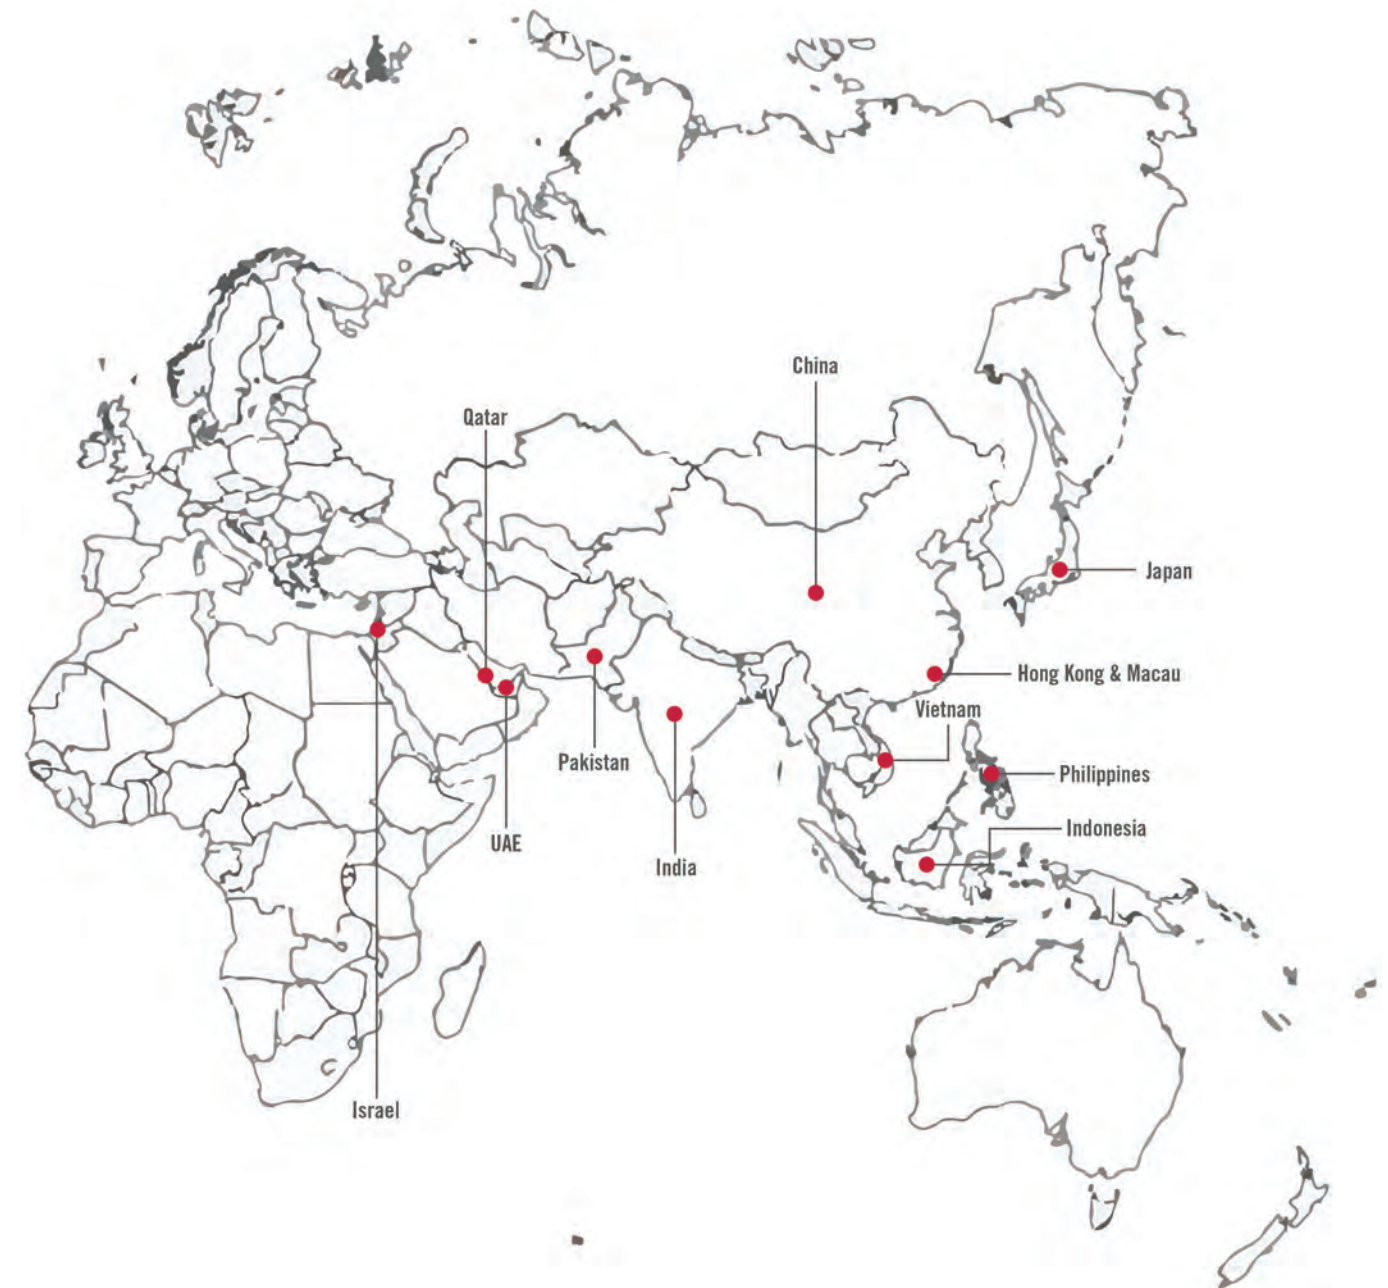 China
Qatar
Japan
Hong Kong & Macau
Vietnam
Pakistan
Philippines
Indonesia
UAE
India
Israel